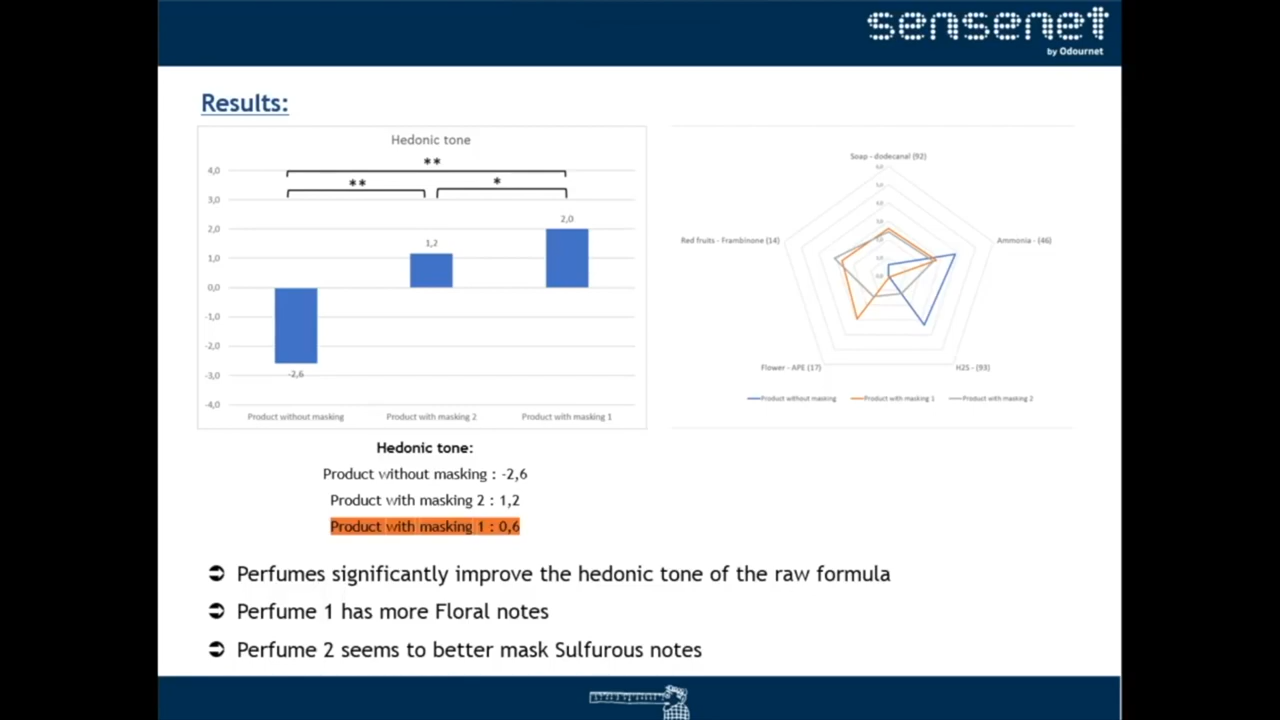 sensenet
by Odournet
Results:
Hedonic tone
**
**
*
4,0
3,0
2,0
1,0
0,0
-1,0
-2,0
-3,0
-4,0
-2,6
1,2
2,0
Product without masking
Product with masking 2
Product with masking 1
Soap - dodecanal (92)
Ammonia - (46)
H2S - (93)
Flower - APE (17)
Red fruits - Frambinone (14)
Product without masking
Product with masking 1
Product with masking 2
Hedonic tone:
Product without masking : -2,6
Product with masking 2 : 1,2
Product with masking 1 : 0,6
Perfumes significantly improve the hedonic tone of the raw formula
Perfume 1 has more Floral notes
Perfume 2 seems to better mask Sulfurous notes